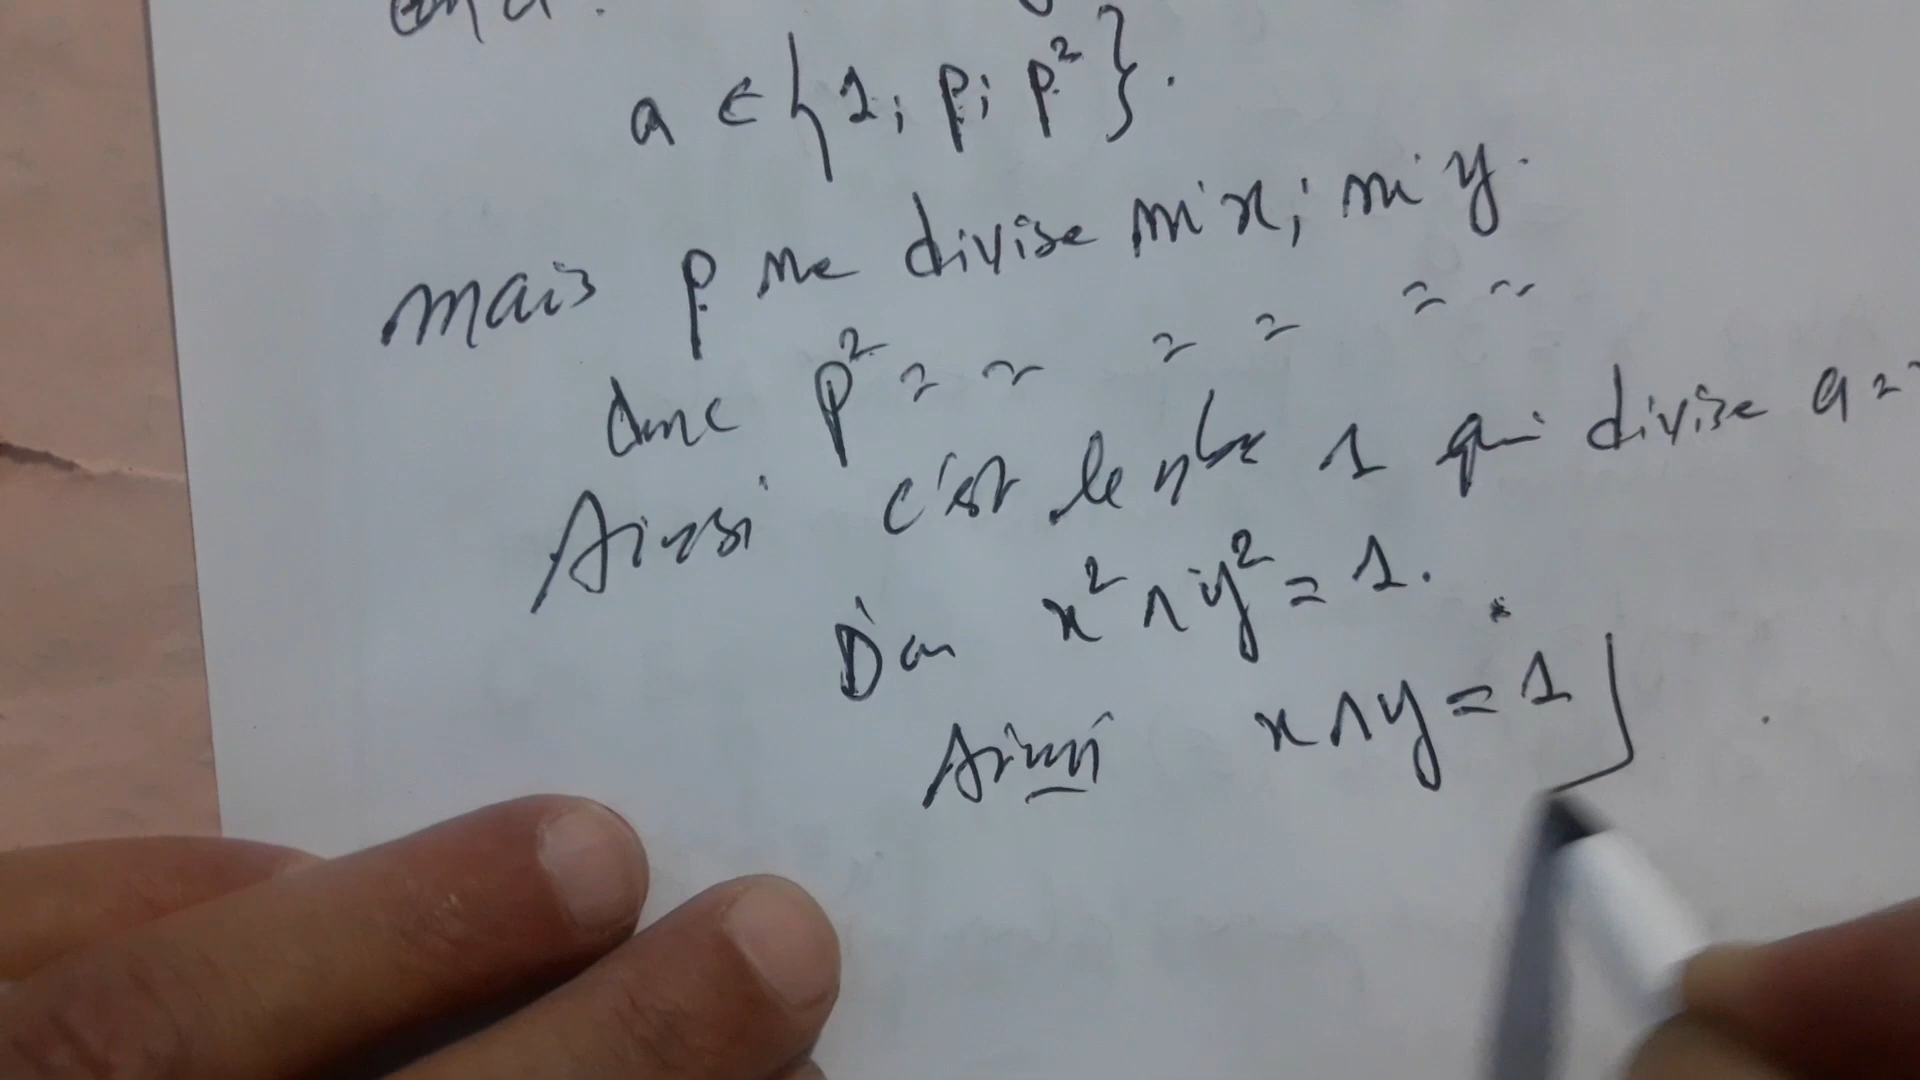 a ∈ {1; p; p²}.
mais p ne divise ni x; ni y.
donc p² = ~ = = = ~
Ainsi c'est le nbre 1 qui divise a =
D'où x² ∧ y² = 1.
Ainsi x ∧ y = 1